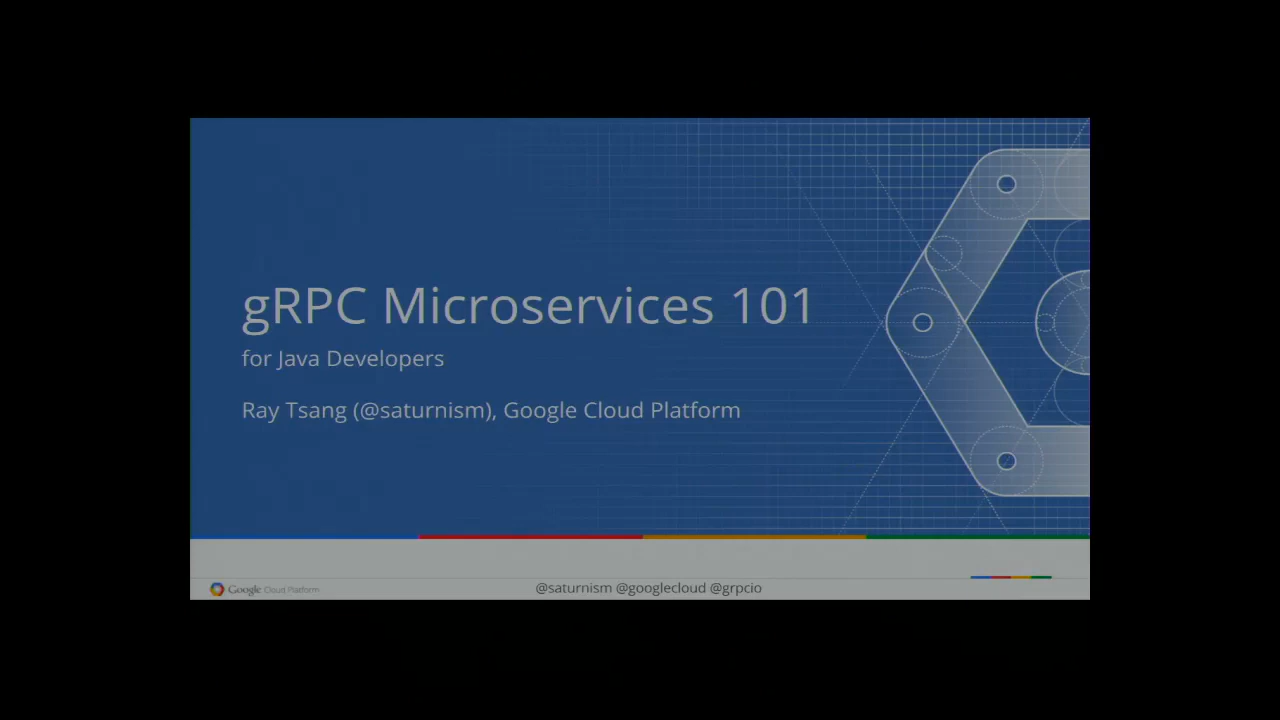 gRPC Microservices 101
for Java Developers
Ray Tsang (@saturnism), Google Cloud Platform
Google Cloud Platform
@saturnism @googlecloud @grpcio